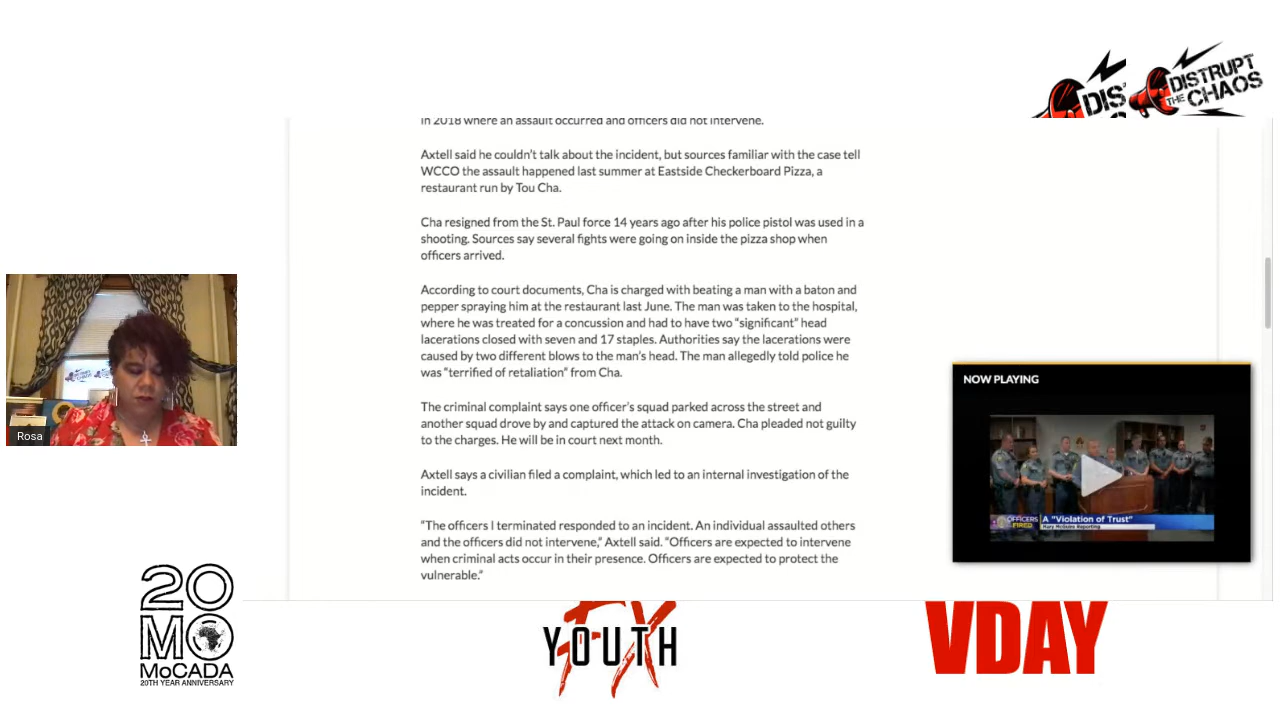 DIS
DISTRUPT
THE CHAOS
in 2018 where an assault occurred and officers did not intervene.
Axtell said he couldn't talk about the incident, but sources familiar with the case tell
WCCO the assault happened last summer at Eastside Checkerboard Pizza, a
restaurant run by Tou Cha.
Cha resigned from the St. Paul force 14 years ago after his police pistol was used in a
shooting. Sources say several fights were going on inside the pizza shop when
officers arrived.
According to court documents, Cha is charged with beating a man with a baton and
pepper spraying him at the restaurant last June. The man was taken to the hospital,
where he was treated for a concussion and had to have two “significant” head
lacerations closed with seven and 17 staples. Authorities say the lacerations were
caused by two different blows to the man's head. The man allegedly told police he
was “terrified of retaliation” from Cha.
The criminal complaint says one officer's squad parked across the street and
another squad drove by and captured the attack on camera. Cha pleaded not guilty
to the charges. He will be in court next month.
Axtell says a civilian filed a complaint, which led to an internal investigation of the
incident.
“The officers I terminated responded to an incident. An individual assaulted others
and the officers did not intervene,” Axtell said. “Officers are expected to intervene
when criminal acts occur in their presence. Officers are expected to protect the
vulnerable.”
NOW PLAYING
OFFICERS
FIRED
A "Violation of Trust"
Mary McGuire Reporting
Rosa
20
MO
MoCADA
20TH YEAR ANNIVERSARY
FX
YOUTH
VDAY